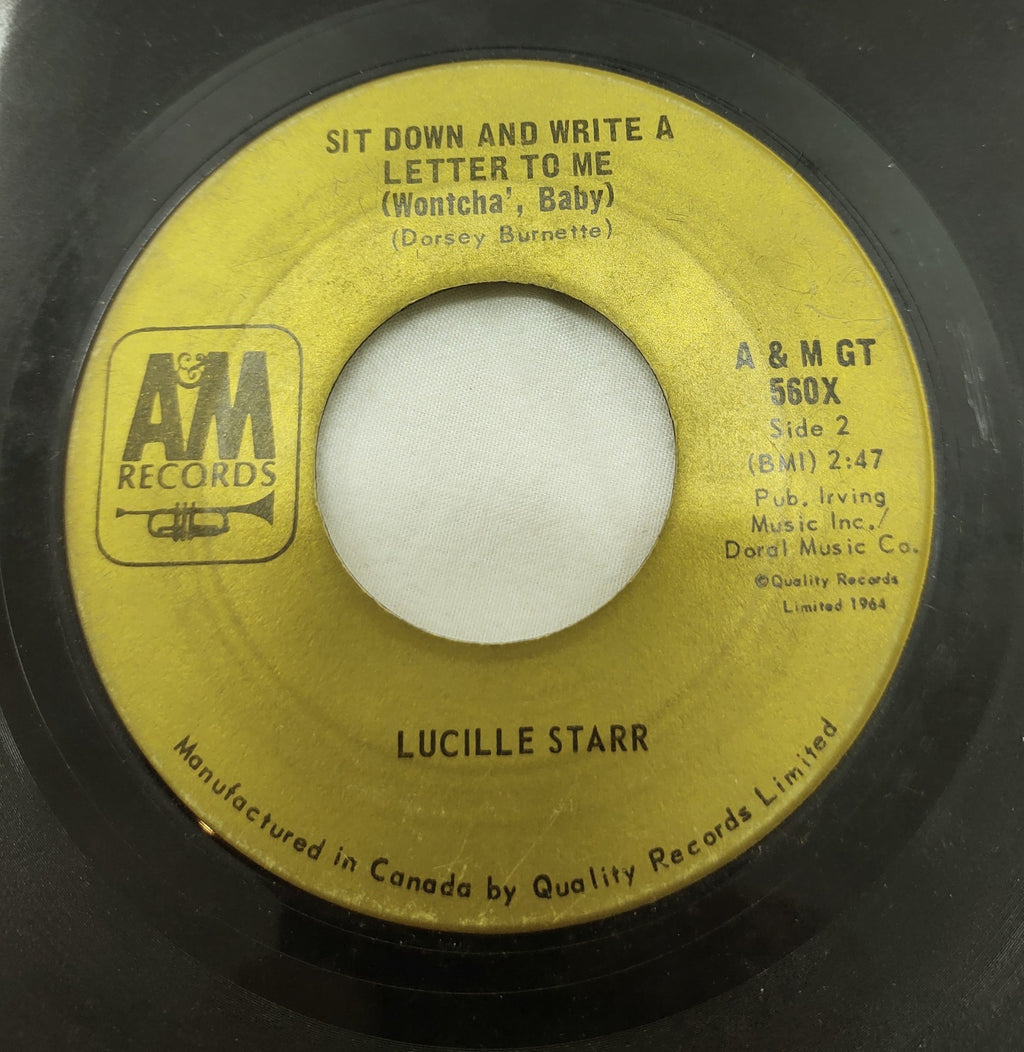 SIT DOWN AND WRITE A
LETTER TO ME
(Wontcha', Baby)
(Dorsey Burnette)
A&M
RECORDS
A & M GT
560X
Side 2
(BMI) 2:47
Pub. Irving
Music Inc./
Doral Music Co.
©Quality Records
Limited 1964
LUCILLE STARR
Manufactured in Canada by Quality Records Limited